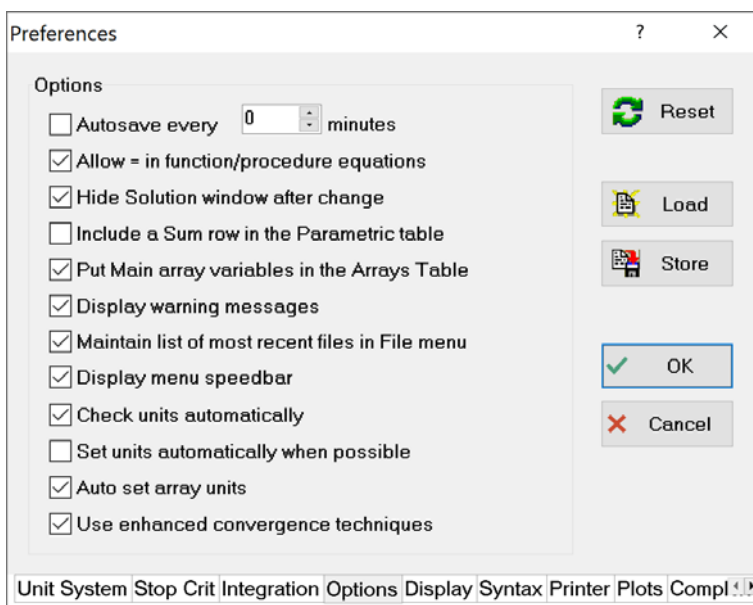 Preferences ? ×
Options
Autosave every 0 minutes
Allow = in function/procedure equations
Hide Solution window after change
Include a Sum row in the Parametric table
Put Main array variables in the Arrays Table
Display warning messages
Maintain list of most recent files in File menu
Display menu speedbar
Check units automatically
Set units automatically when possible
Auto set array units
Use enhanced convergence techniques
Reset
Load
Store
OK
Cancel
Unit System Stop Crit Integration Options Display Syntax Printer Plots Compl